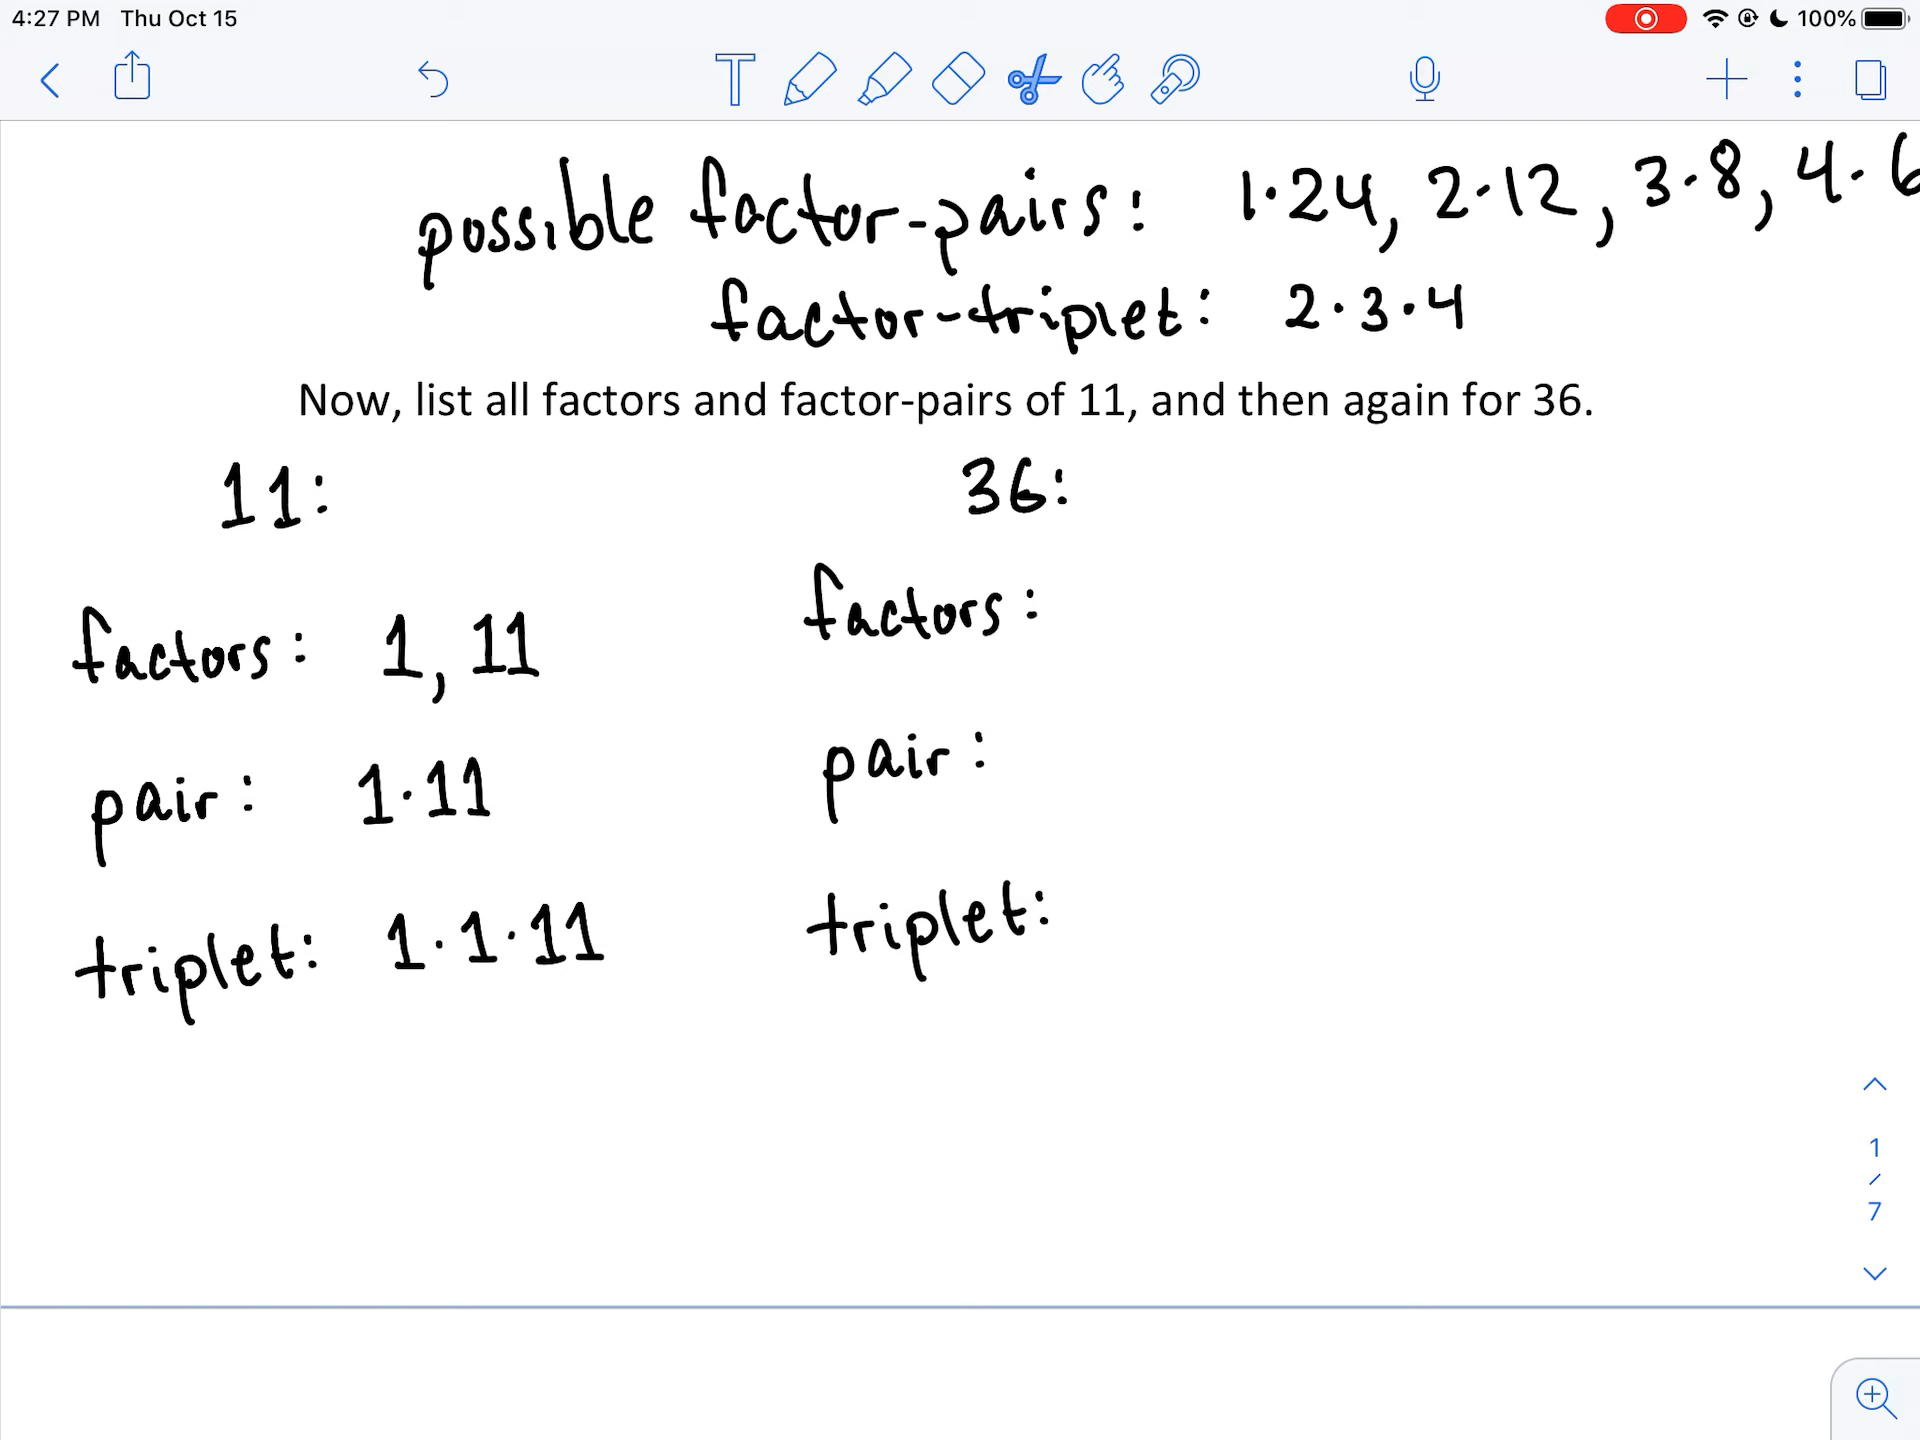 4:27 PM Thu Oct 15 100%
T
possible factor-pairs: 1·24, 2·12, 3·8, 4·6
factor-triplet: 2·3·4
Now, list all factors and factor-pairs of 11, and then again for 36.
11: 36:
factors: 1, 11 factors:
pair: 1·11 pair:
triplet: 1·1·11 triplet:
1
/
7